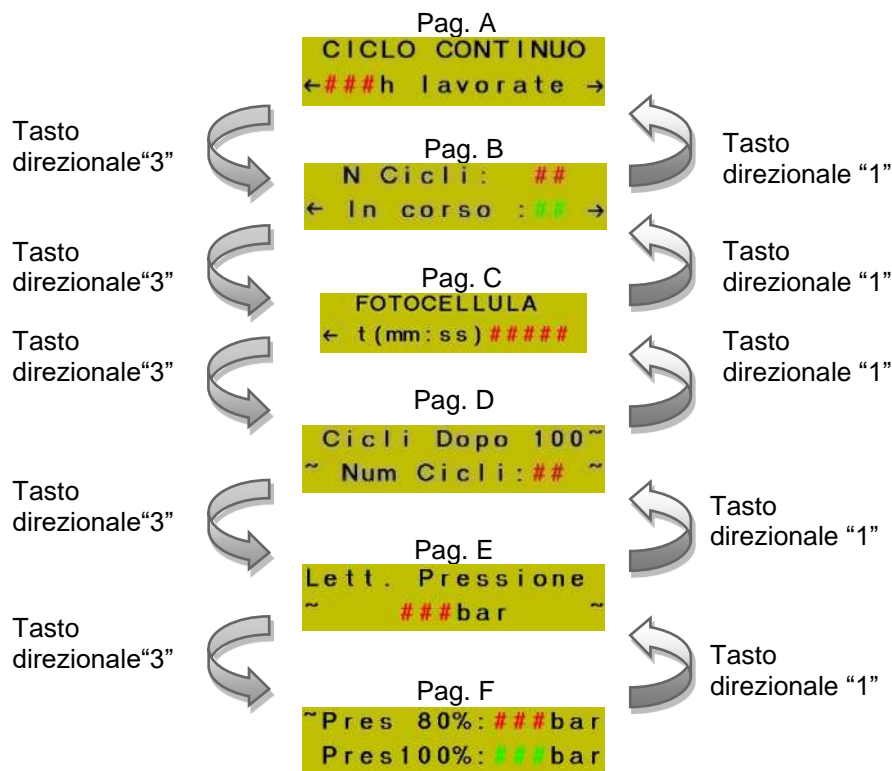 Pag. A
CICLO CONTINUO
←###h lavorate →
Tasto
direzionale“3”
Tasto
direzionale “1”
Pag. B
N Cicli: ##
← In corso :## →
Tasto
direzionale“3”
Tasto
direzionale “1”
Pag. C
FOTOCELLULA
← t(mm:ss)#####
Tasto
direzionale“3”
Tasto
direzionale “1”
Pag. D
Cicli Dopo 100~
~ Num Cicli:## ~
Tasto
direzionale“3”
Tasto
direzionale “1”
Pag. E
Lett. Pressione
~ ###bar ~
Tasto
direzionale“3”
Tasto
direzionale “1”
Pag. F
~Pres 80%:###bar
Pres100%:###bar